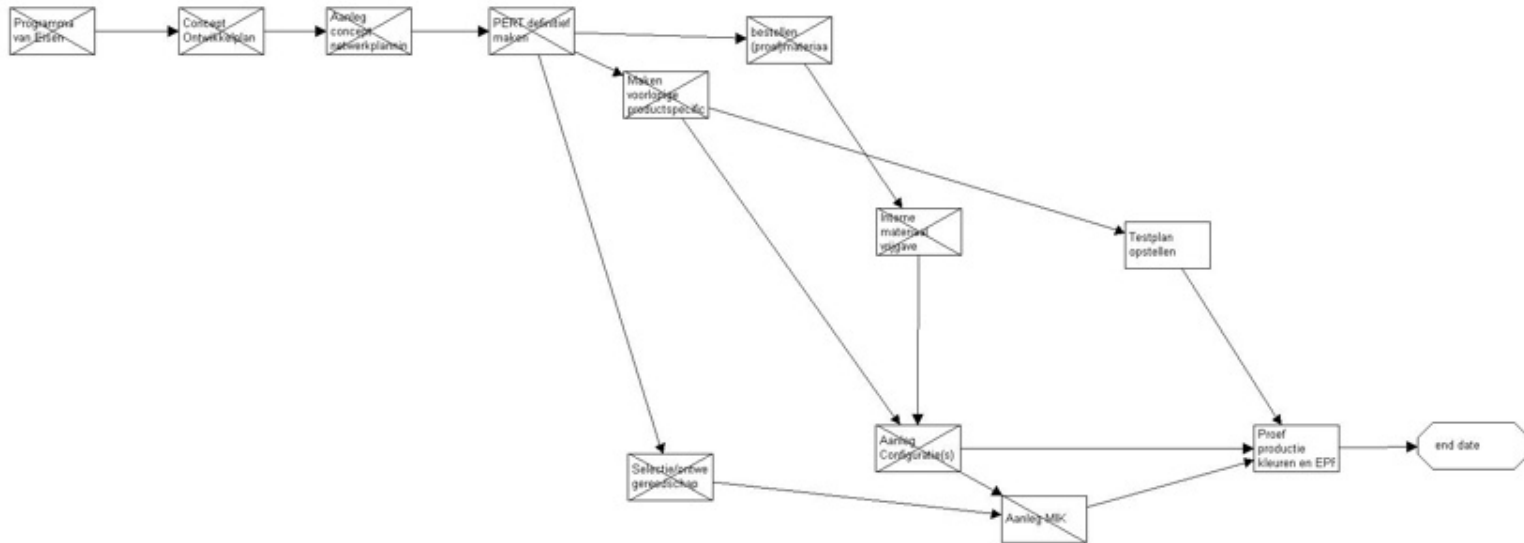 Programma
van Eisen
Concept
Ontwikkelplan
Aanleg
concept
netwerkplannin
PERT definitief
maken
bestellen
(proef)materiaa
Maken
voorlopige
productspecific
Interne
materiaal
vrijgave
Testplan
opstellen
Aanleg
Configuratie(s)
Proef
productie
kleuren en EPF
end date
Selectie/ontwe
gereedschap
Aanleg MIK